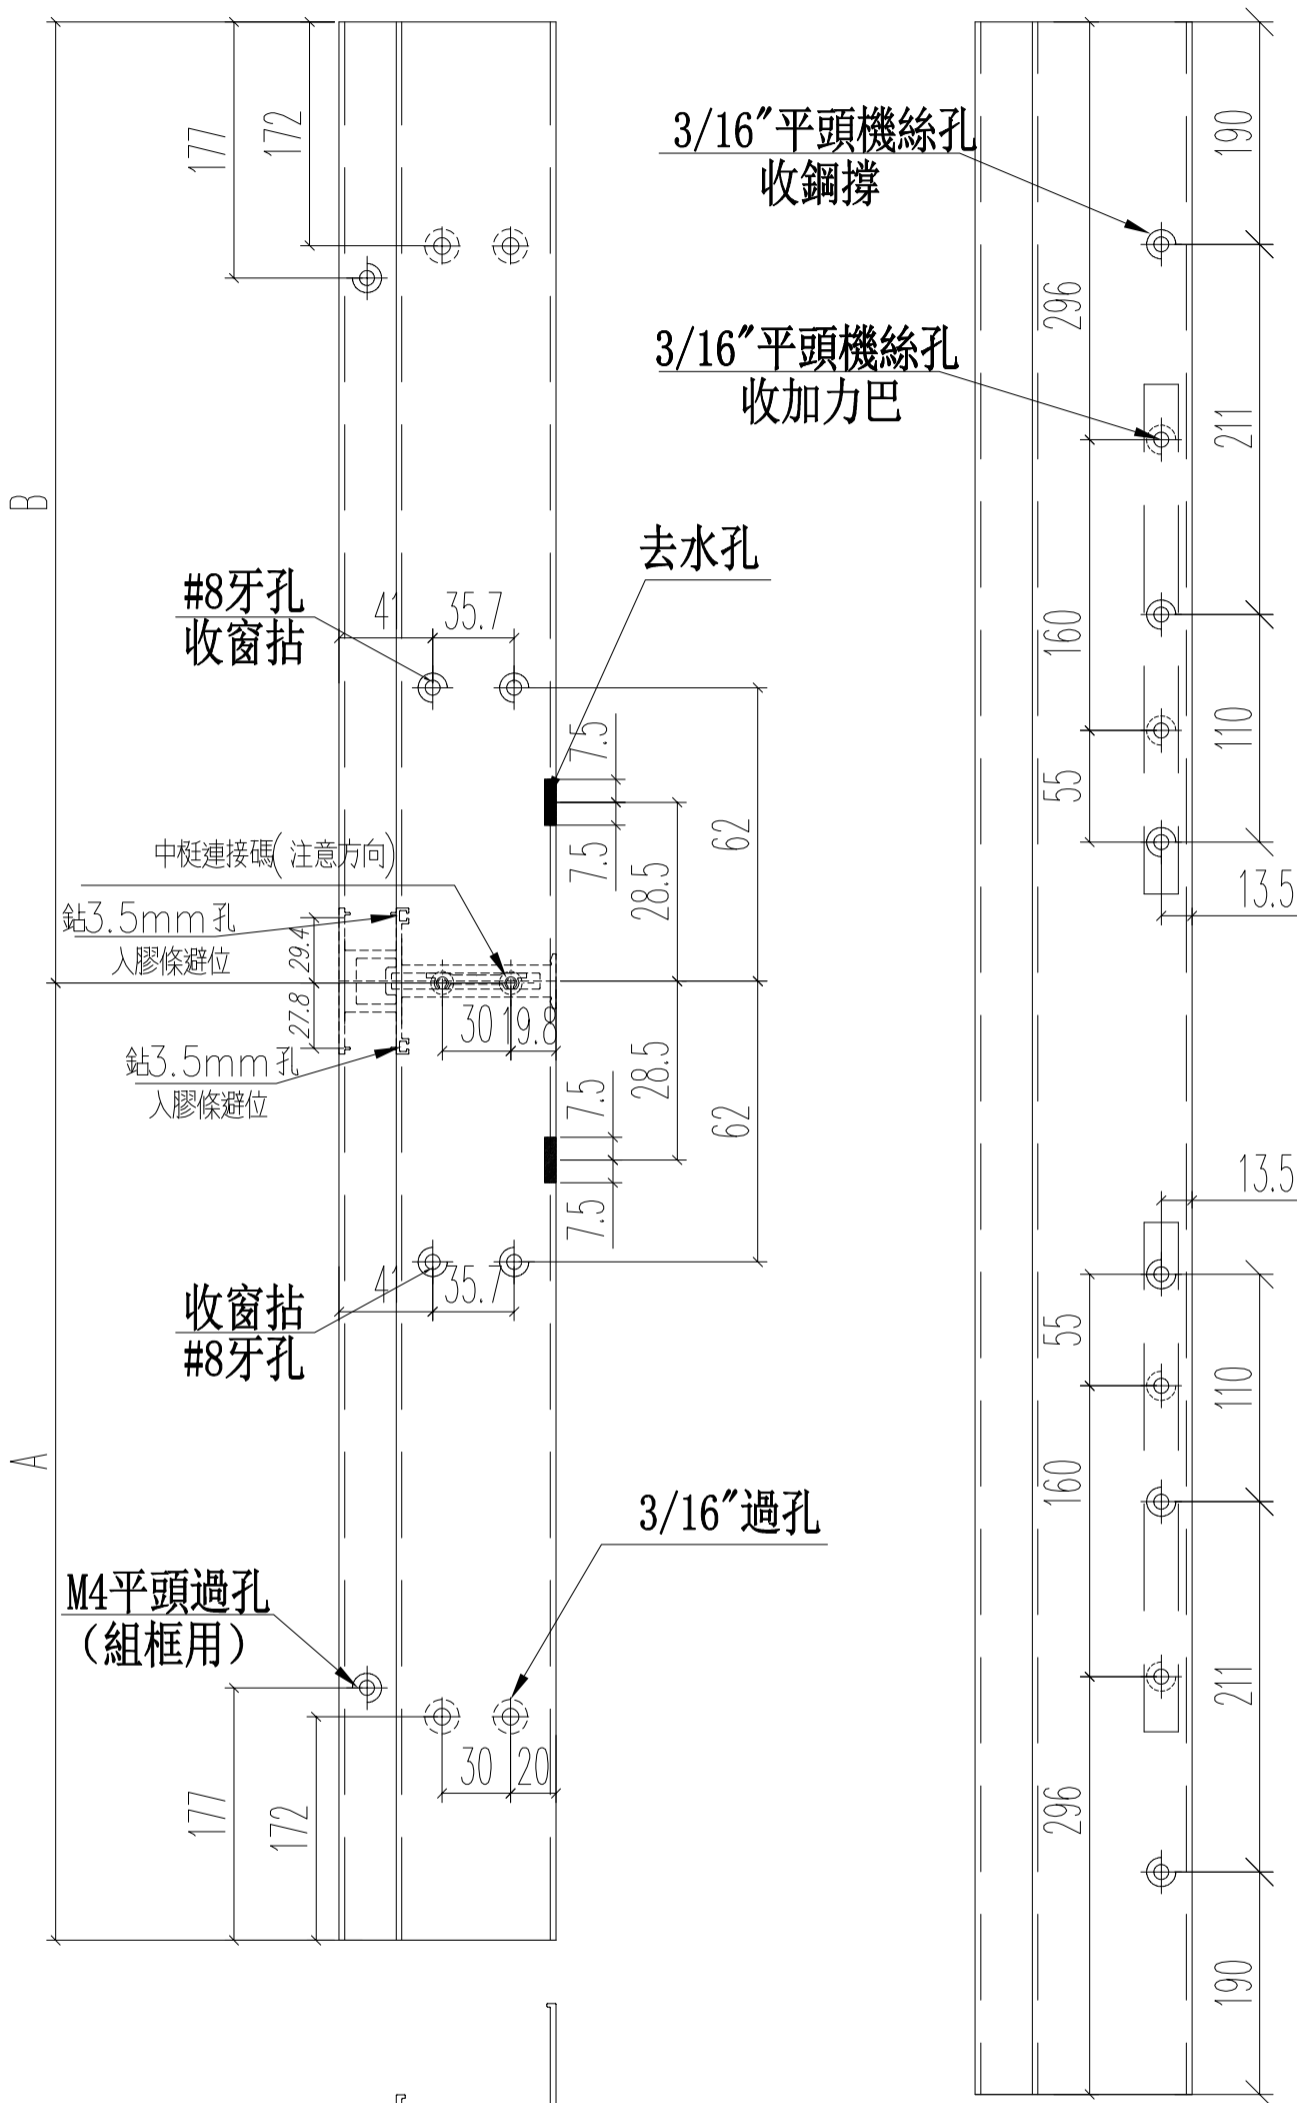 177
172
3/16"平頭機絲孔
收鋼撐
190
296
3/16"平頭機絲孔
收加力巴
211
B
去水孔
#8牙孔
收窗拈
41
35.7
160
110
7.5
55
62
中梃連接碼(注意方向)
7.5
28.5
13.5
鉆3.5mm孔
入膠條避位
29.4
27.8
30
19.8
鉆3.5mm孔
入膠條避位
28.5
7.5
62
13.5
7.5
收窗拈
#8牙孔
41
35.7
55
110
A
160
3/16"過孔
M4平頭過孔
(組框用)
211
30
20
177
172
296
190